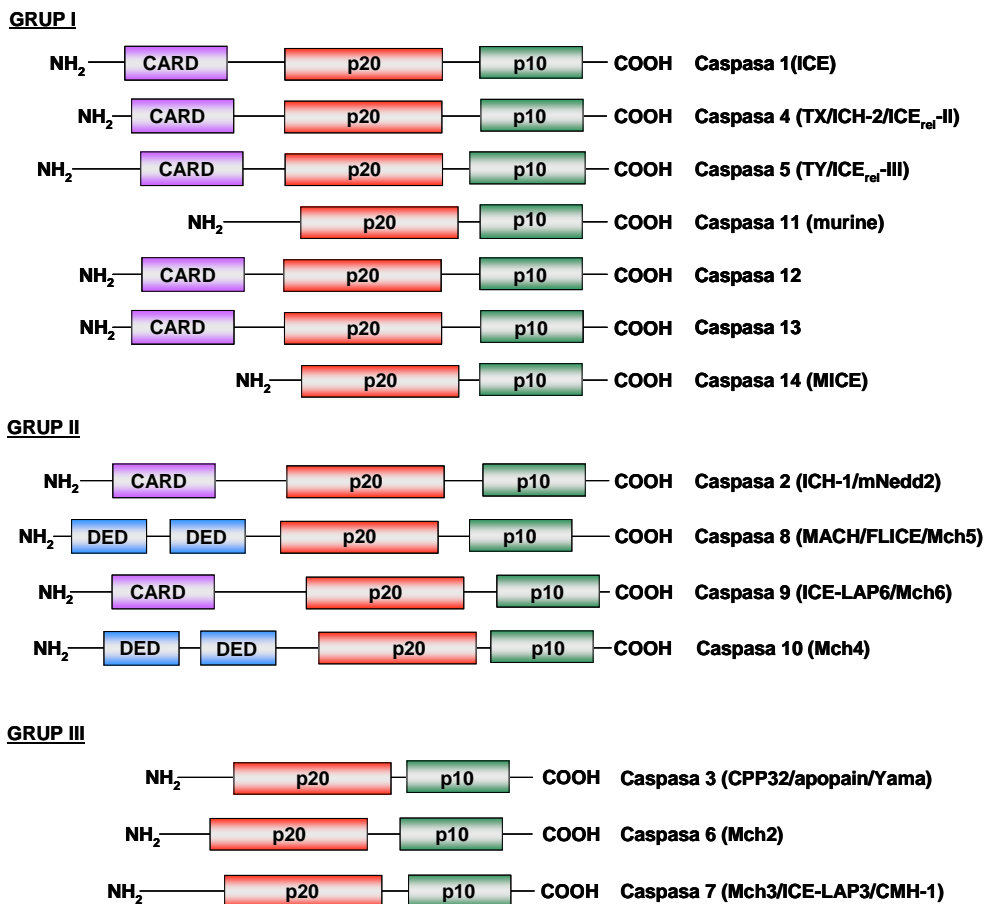 GRUP I
NH2 CARD p20 p10 COOH Caspasa 1(ICE)
NH2 CARD p20 p10 COOH Caspasa 4 (TX/ICH-2/ICErel-II)
NH2 CARD p20 p10 COOH Caspasa 5 (TY/ICErel-III)
NH2 p20 p10 COOH Caspasa 11 (murine)
NH2 CARD p20 p10 COOH Caspasa 12
NH2 CARD p20 p10 COOH Caspasa 13
NH2 p20 p10 COOH Caspasa 14 (MICE)
GRUP II
NH2 CARD p20 p10 COOH Caspasa 2 (ICH-1/mNedd2)
NH2 DED DED p20 p10 COOH Caspasa 8 (MACH/FLICE/Mch5)
NH2 CARD p20 p10 COOH Caspasa 9 (ICE-LAP6/Mch6)
NH2 DED DED p20 p10 COOH Caspasa 10 (Mch4)
GRUP III
NH2 p20 p10 COOH Caspasa 3 (CPP32/apopain/Yama)
NH2 p20 p10 COOH Caspasa 6 (Mch2)
NH2 p20 p10 COOH Caspasa 7 (Mch3/ICE-LAP3/CMH-1)